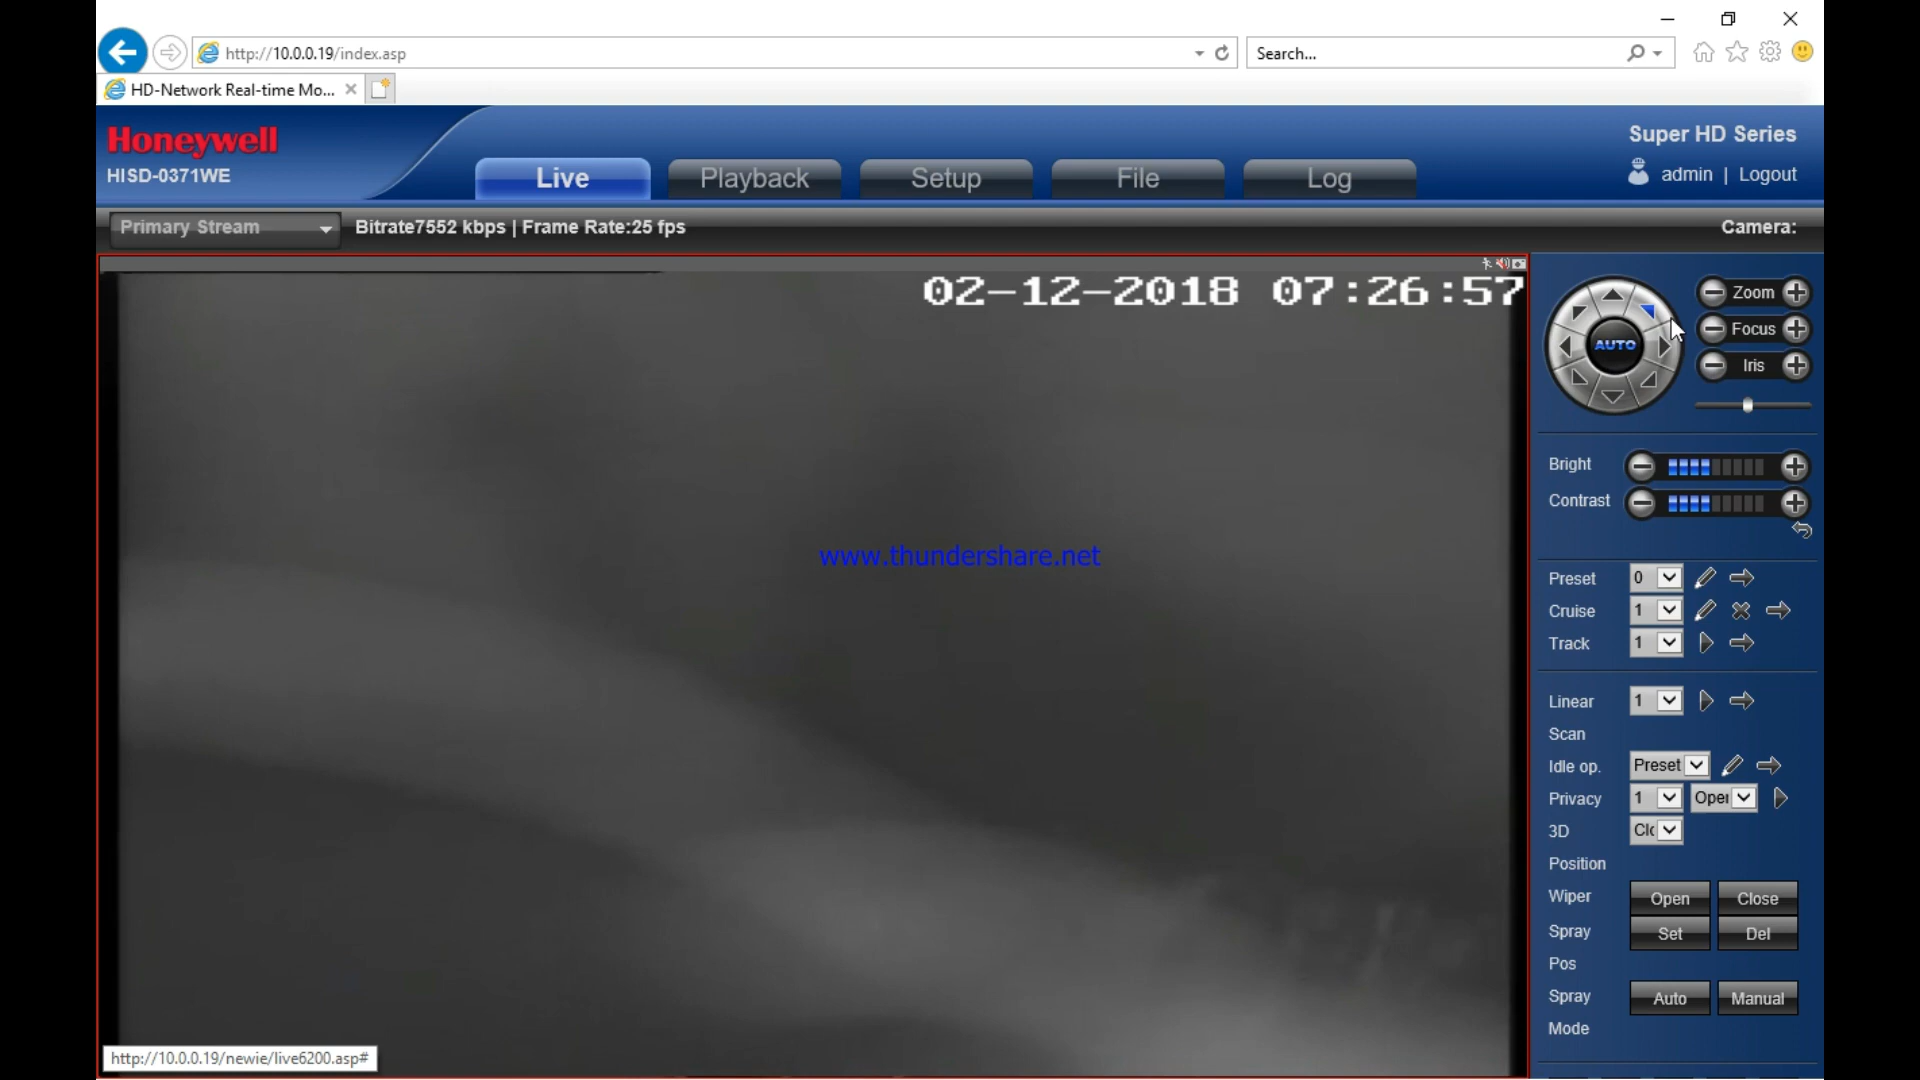 http://10.0.0.19/index.asp
Search...
HD-Network Real-time Mo...
Honeywell
HISD-0371WE
Live
Playback
Setup
File
Log
Super HD Series
admin | Logout
Primary Stream
Bitrate7552 kbps | Frame Rate:25 fps
Camera:
02-12-2018 07:26:57
AUTO
Zoom
Focus
Iris
Bright
Contrast
www.thundershare.net
Preset 0
Cruise 1
Track 1
Linear 1
Scan
Idle op. Preset
Privacy 1 Oper
3D Clc
Position
Wiper Open Close
Spray Set Del
Pos
Spray Auto Manual
Mode
http://10.0.0.19/newie/live6200.asp#